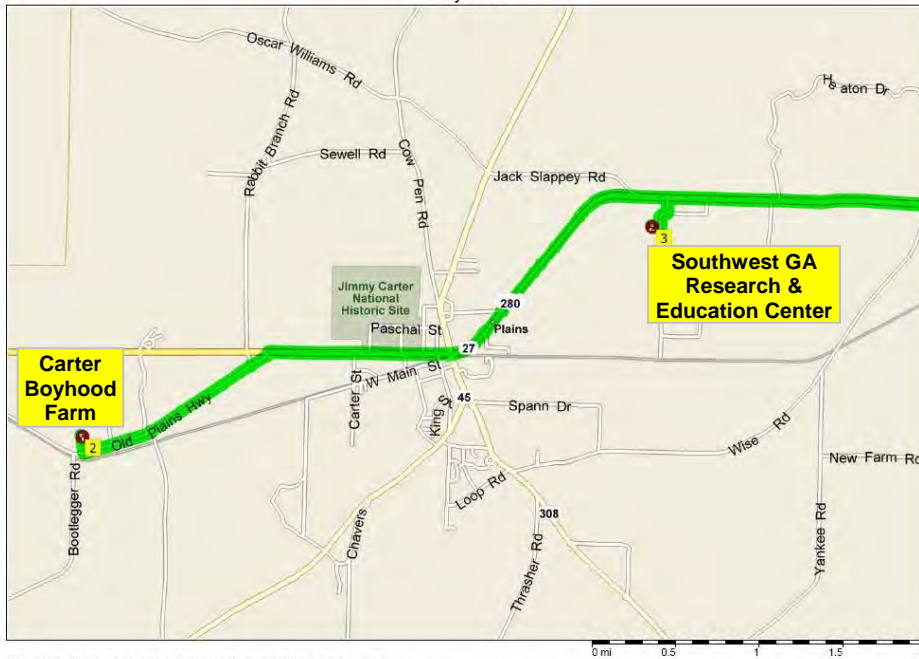 Oscar Williams Rd
Heaton Dr
Rabbit Branch Rd
Sewell Rd
Cow Pen Rd
Jack Slappey Rd
2
3
Southwest GA
Research &
Education Center
Jimmy Carter
National
Historic Site
280
Plains
Paschal St
27
Carter
Boyhood
Farm
W Main St
Carter St
King St
45
Spann Dr
1
2
Old Plains Hwy
Wise Rd
New Farm Rd
Bootlegger Rd
Loop Rd
Chavers
308
Thrasher Rd
Yankee Rd
0 mi
0.5
1
1.5